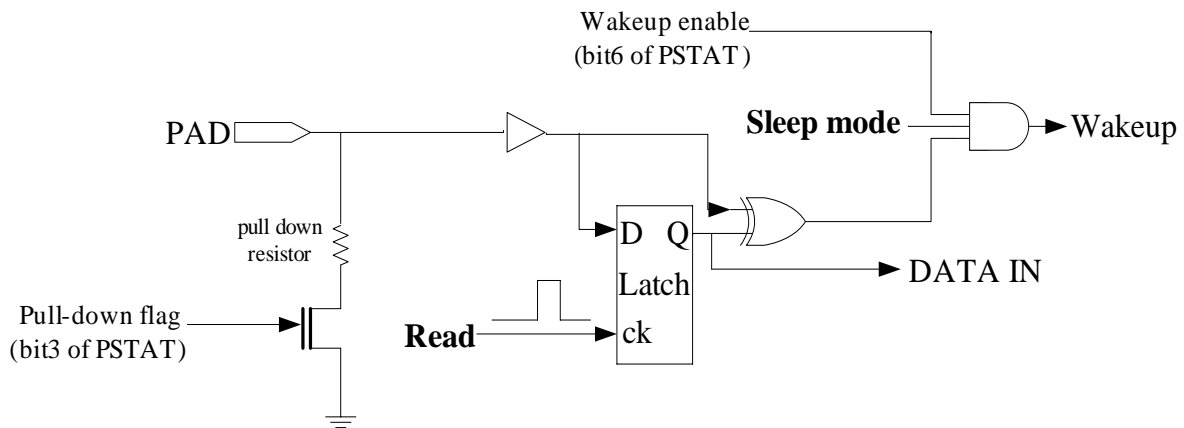 Wakeup enable
(bit6 of PSTAT)
Sleep mode
Wakeup
PAD
pull down
resistor
D Q
Latch
ck
DATA IN
Pull-down flag
(bit3 of PSTAT)
Read